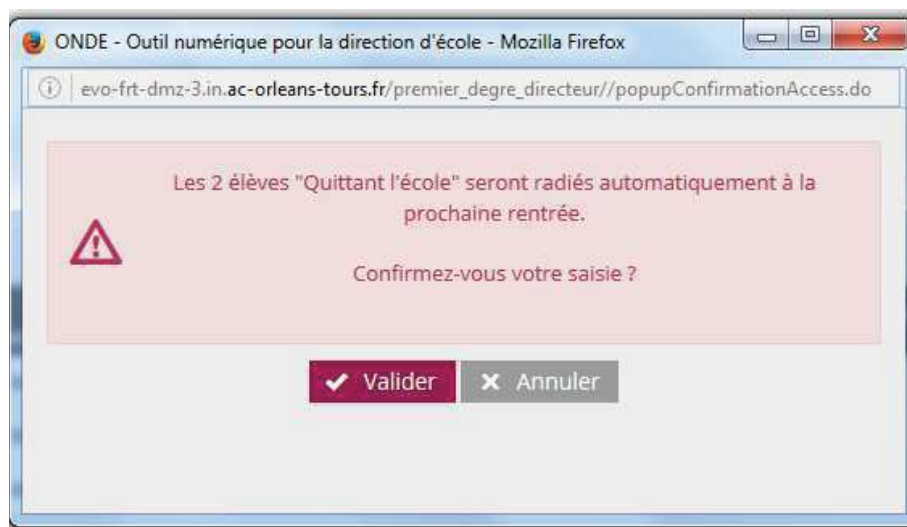 ONDE - Outil numérique pour la direction d'école - Mozilla Firefox
evo-frt-dmz-3.in.ac-orleans-tours.fr/premier_degre_directeur//popupConfirmationAccess.do
Les 2 élèves "Quittant l'école" seront radiés automatiquement à la
prochaine rentrée.
Confirmez-vous votre saisie ?
Valider
Annuler